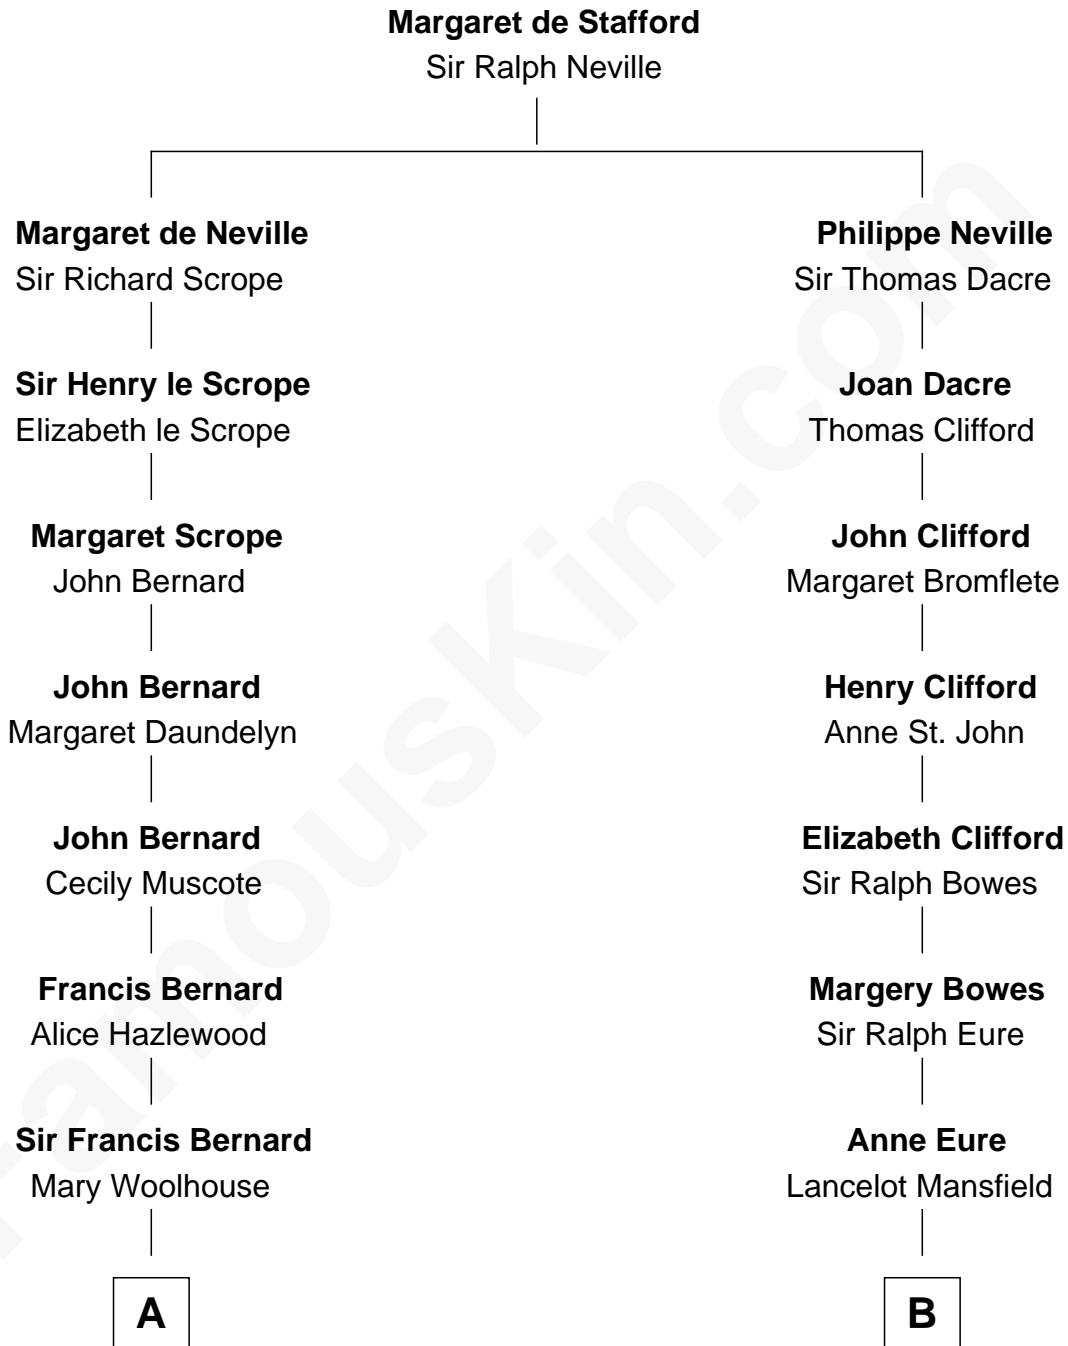 Margaret de Stafford
Sir Ralph Neville
Margaret de Neville
Sir Richard Scrope
Philippe Neville
Sir Thomas Dacre
Sir Henry le Scrope
Elizabeth le Scrope
Joan Dacre
Thomas Clifford
Margaret Scrope
John Bernard
John Clifford
Margaret Bromflete
John Bernard
Margaret Daundelyn
Henry Clifford
Anne St. John
John Bernard
Cecily Muscote
Elizabeth Clifford
Sir Ralph Bowes
Francis Bernard
Alice Hazlewood
Margery Bowes
Sir Ralph Eure
Sir Francis Bernard
Mary Woolhouse
Anne Eure
Lancelot Mansfield
A
B
FamousKin.com